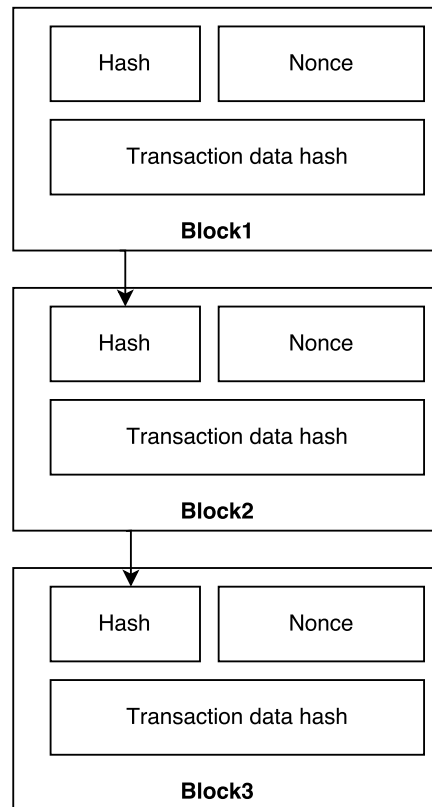 Hash
Nonce
Transaction data hash
Block1
Hash
Nonce
Transaction data hash
Block2
Hash
Nonce
Transaction data hash
Block3